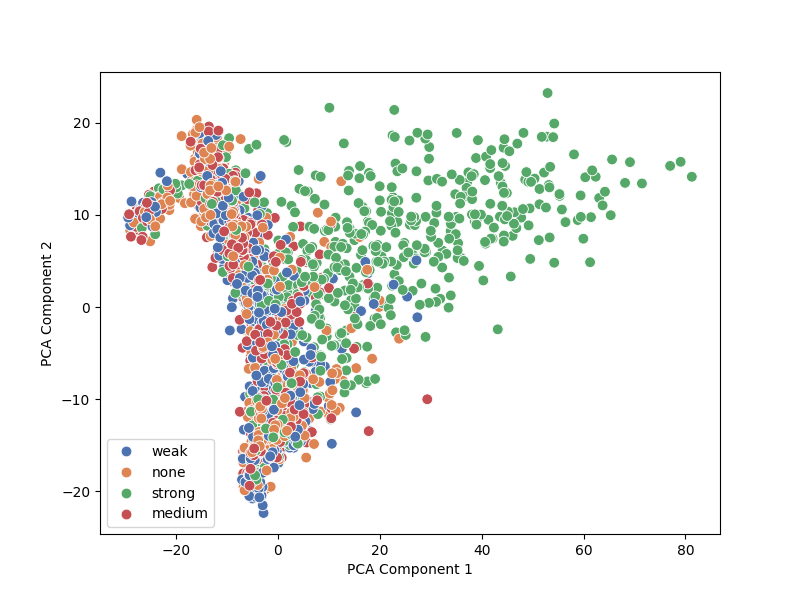 20
10
0
−10
−20
PCA Component 2
weak
none
strong
medium
−20 0 20 40 60 80
PCA Component 1